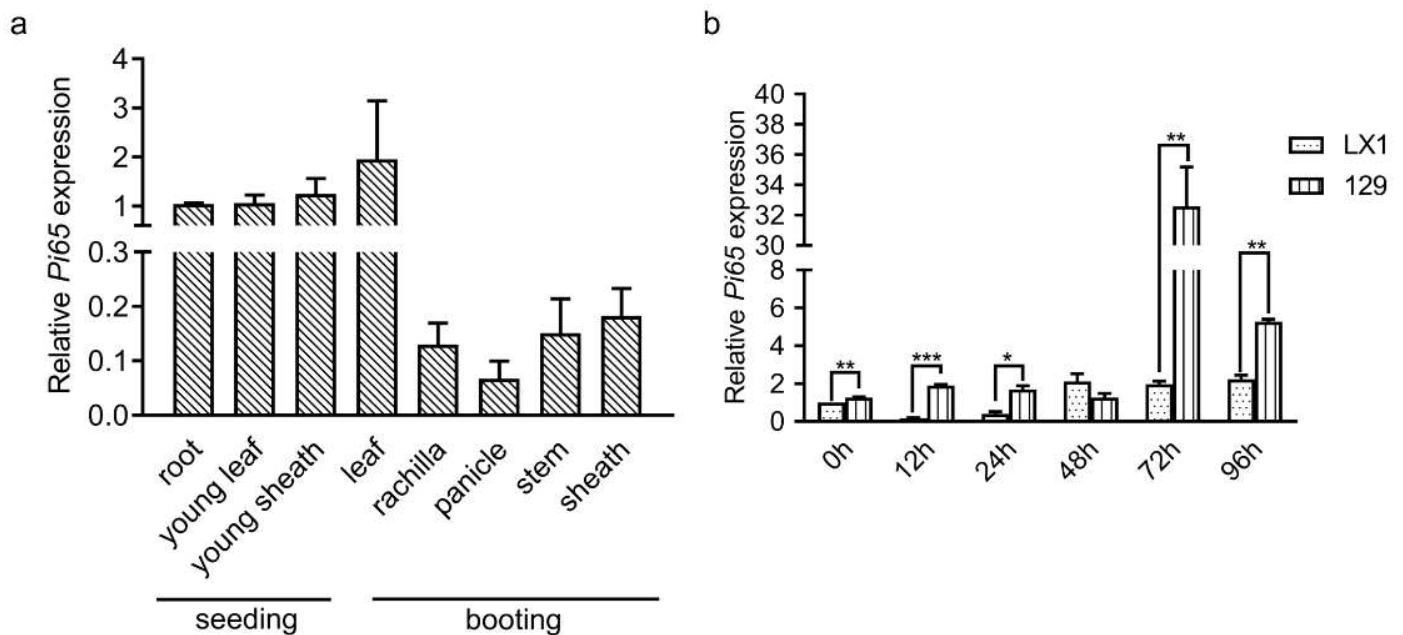 a
Relative Pi65 expression
4
3
2
1
0.3
0.2
0.1
0.0
root
young leaf
young sheath
leaf
rachilla
panicle
stem
sheath
seeding
booting
b
Relative Pi65 expression
40
38
36
34
32
30
8
6
4
2
0
**
***
*
**
**
0h
12h
24h
48h
72h
96h
LX1
129